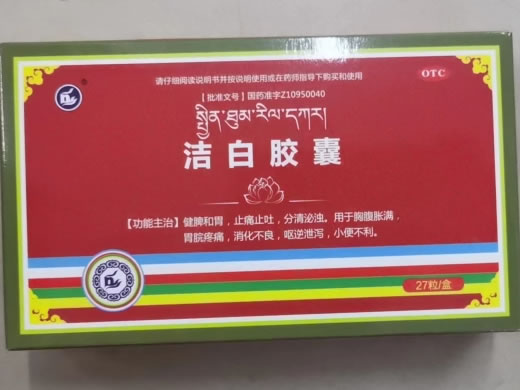 请仔细阅读说明书并按说明使用或在药师指导下购买和使用
OTC
【批准文号】国药准字Z10950040
སྤྱིན་ཐུམ་རིལ་དཀར།
洁白胶囊
【功能主治】健脾和胃，止痛止吐，分清泌浊。用于胸腹胀满，
胃脘疼痛，消化不良，呕逆泄泻，小便不利。
27粒/盒